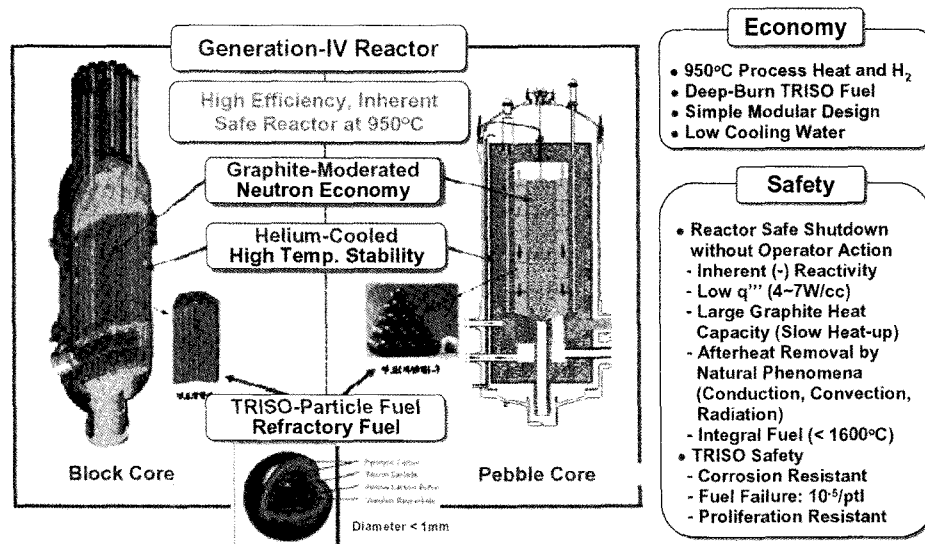 Generation-IV Reactor
High Efficiency, Inherent
Safe Reactor at 950°C
Graphite-Moderated
Neutron Economy
Helium-Cooled
High Temp. Stability
TRISO-Particle Fuel
Refractory Fuel
Block Core
Pebble Core
Diameter < 1mm
Economy
• 950°C Process Heat and H₂
• Deep-Burn TRISO Fuel
• Simple Modular Design
• Low Cooling Water
Safety
• Reactor Safe Shutdown
without Operator Action
- Inherent (-) Reactivity
- Low q''' (4~7W/cc)
- Large Graphite Heat
Capacity (Slow Heat-up)
- Afterheat Removal by
Natural Phenomena
(Conduction, Convection,
Radiation)
- Integral Fuel (< 1600°C)
• TRISO Safety
- Corrosion Resistant
- Fuel Failure: 10⁻⁵/ptl
- Proliferation Resistant